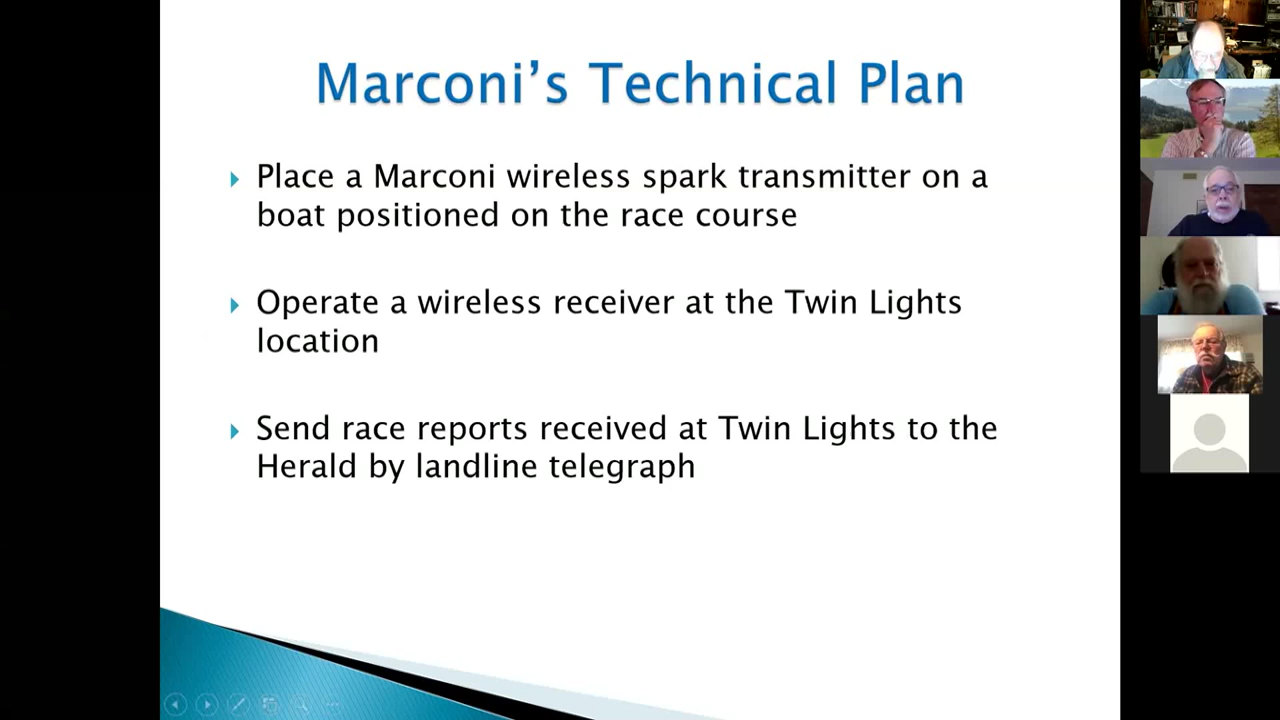 Marconi's Technical Plan
Place a Marconi wireless spark transmitter on a
boat positioned on the race course
Operate a wireless receiver at the Twin Lights
location
Send race reports received at Twin Lights to the
Herald by landline telegraph